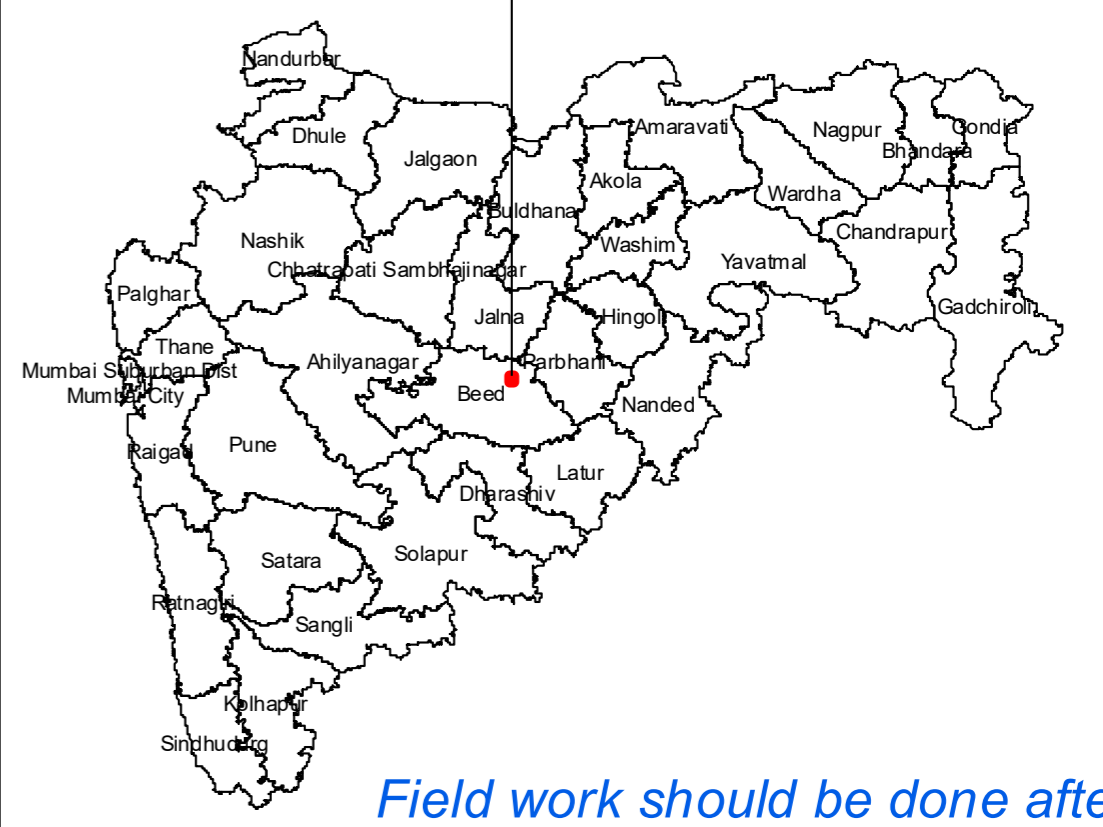 Nandurbar
Dhule
Jalgaon
Amaravati
Nagpur
Gondia
Bhandara
Akola
Wardha
Buldhana
Washim
Chandrapur
Nashik
Chhatrapati Sambhajinagar
Yavatmal
Palghar
Gadchiroli
Jalna
Hingoli
Thane
Ahilyanagar
Parbhani
Mumbai Suburban Dist
Mumbai City
Beed
Nanded
Raigad
Pune
Latur
Dharashiv
Satara
Solapur
Ratnagiri
Sangli
Kolhapur
Sindhudurg
Field work should be done afte